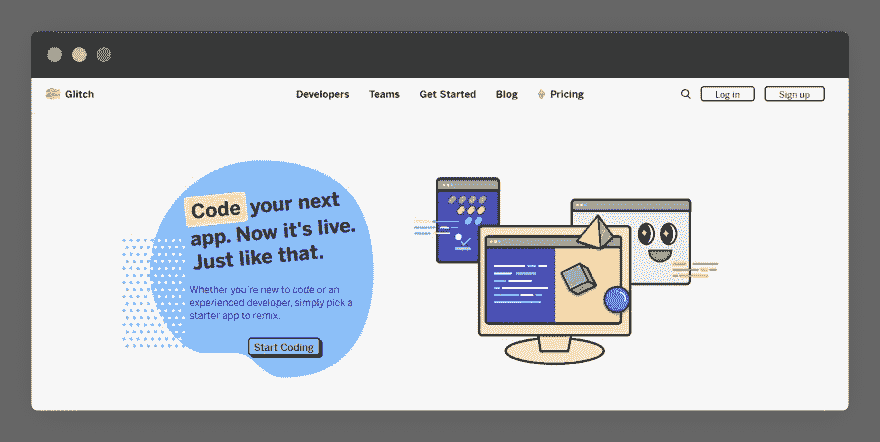 Glitch
Developers
Teams
Get Started
Blog
Pricing
Log in
Sign up
Code your next
app. Now it's live.
Just like that.
Whether you're new to code or an
experienced developer, simply pick a
starter app to remix.
Start Coding